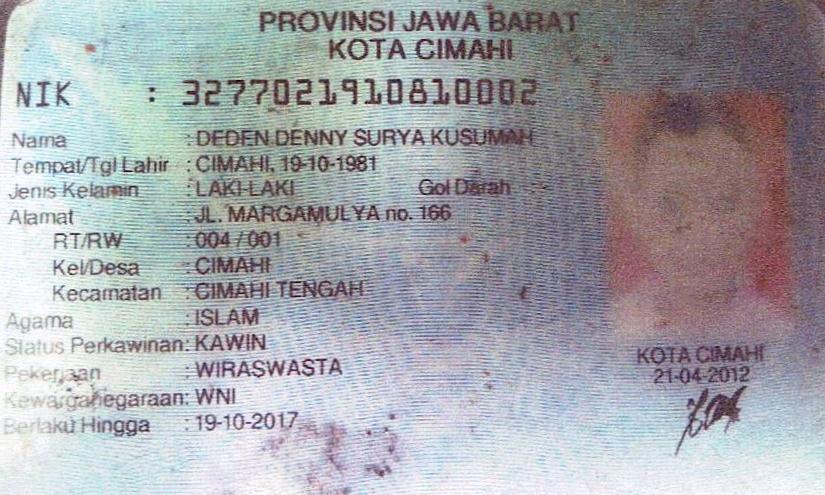 PROVINSI JAWA BARAT
KOTA CIMAHI
NIK : 3277021910810002
Nama : DEDEN DENNY SURYA KUSUMAH
Tempat/Tgl Lahir : CIMAHI, 19-10-1981
Jenis Kelamin : LAKI-LAKI Gol Darah : -
Alamat : JL. MARGAMULYA no. 166
RT/RW : 004 / 001
Kel/Desa : CIMAHI
Kecamatan : CIMAHI TENGAH
Agama : ISLAM
Status Perkawinan: KAWIN
Pekerjaan : WIRASWASTA
Kewarganegaraan: WNI
Berlaku Hingga : 19-10-2017
KOTA CIMAHI
21-04-2012